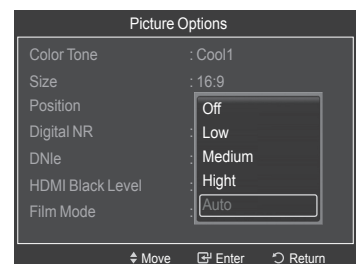 Picture Options
Color Tone : Cool1
Size : 16:9
Position
Digital NR :
DNIe :
HDMI Black Level :
Film Mode :
Off
Low
Medium
Hight
Auto
Move Enter Return